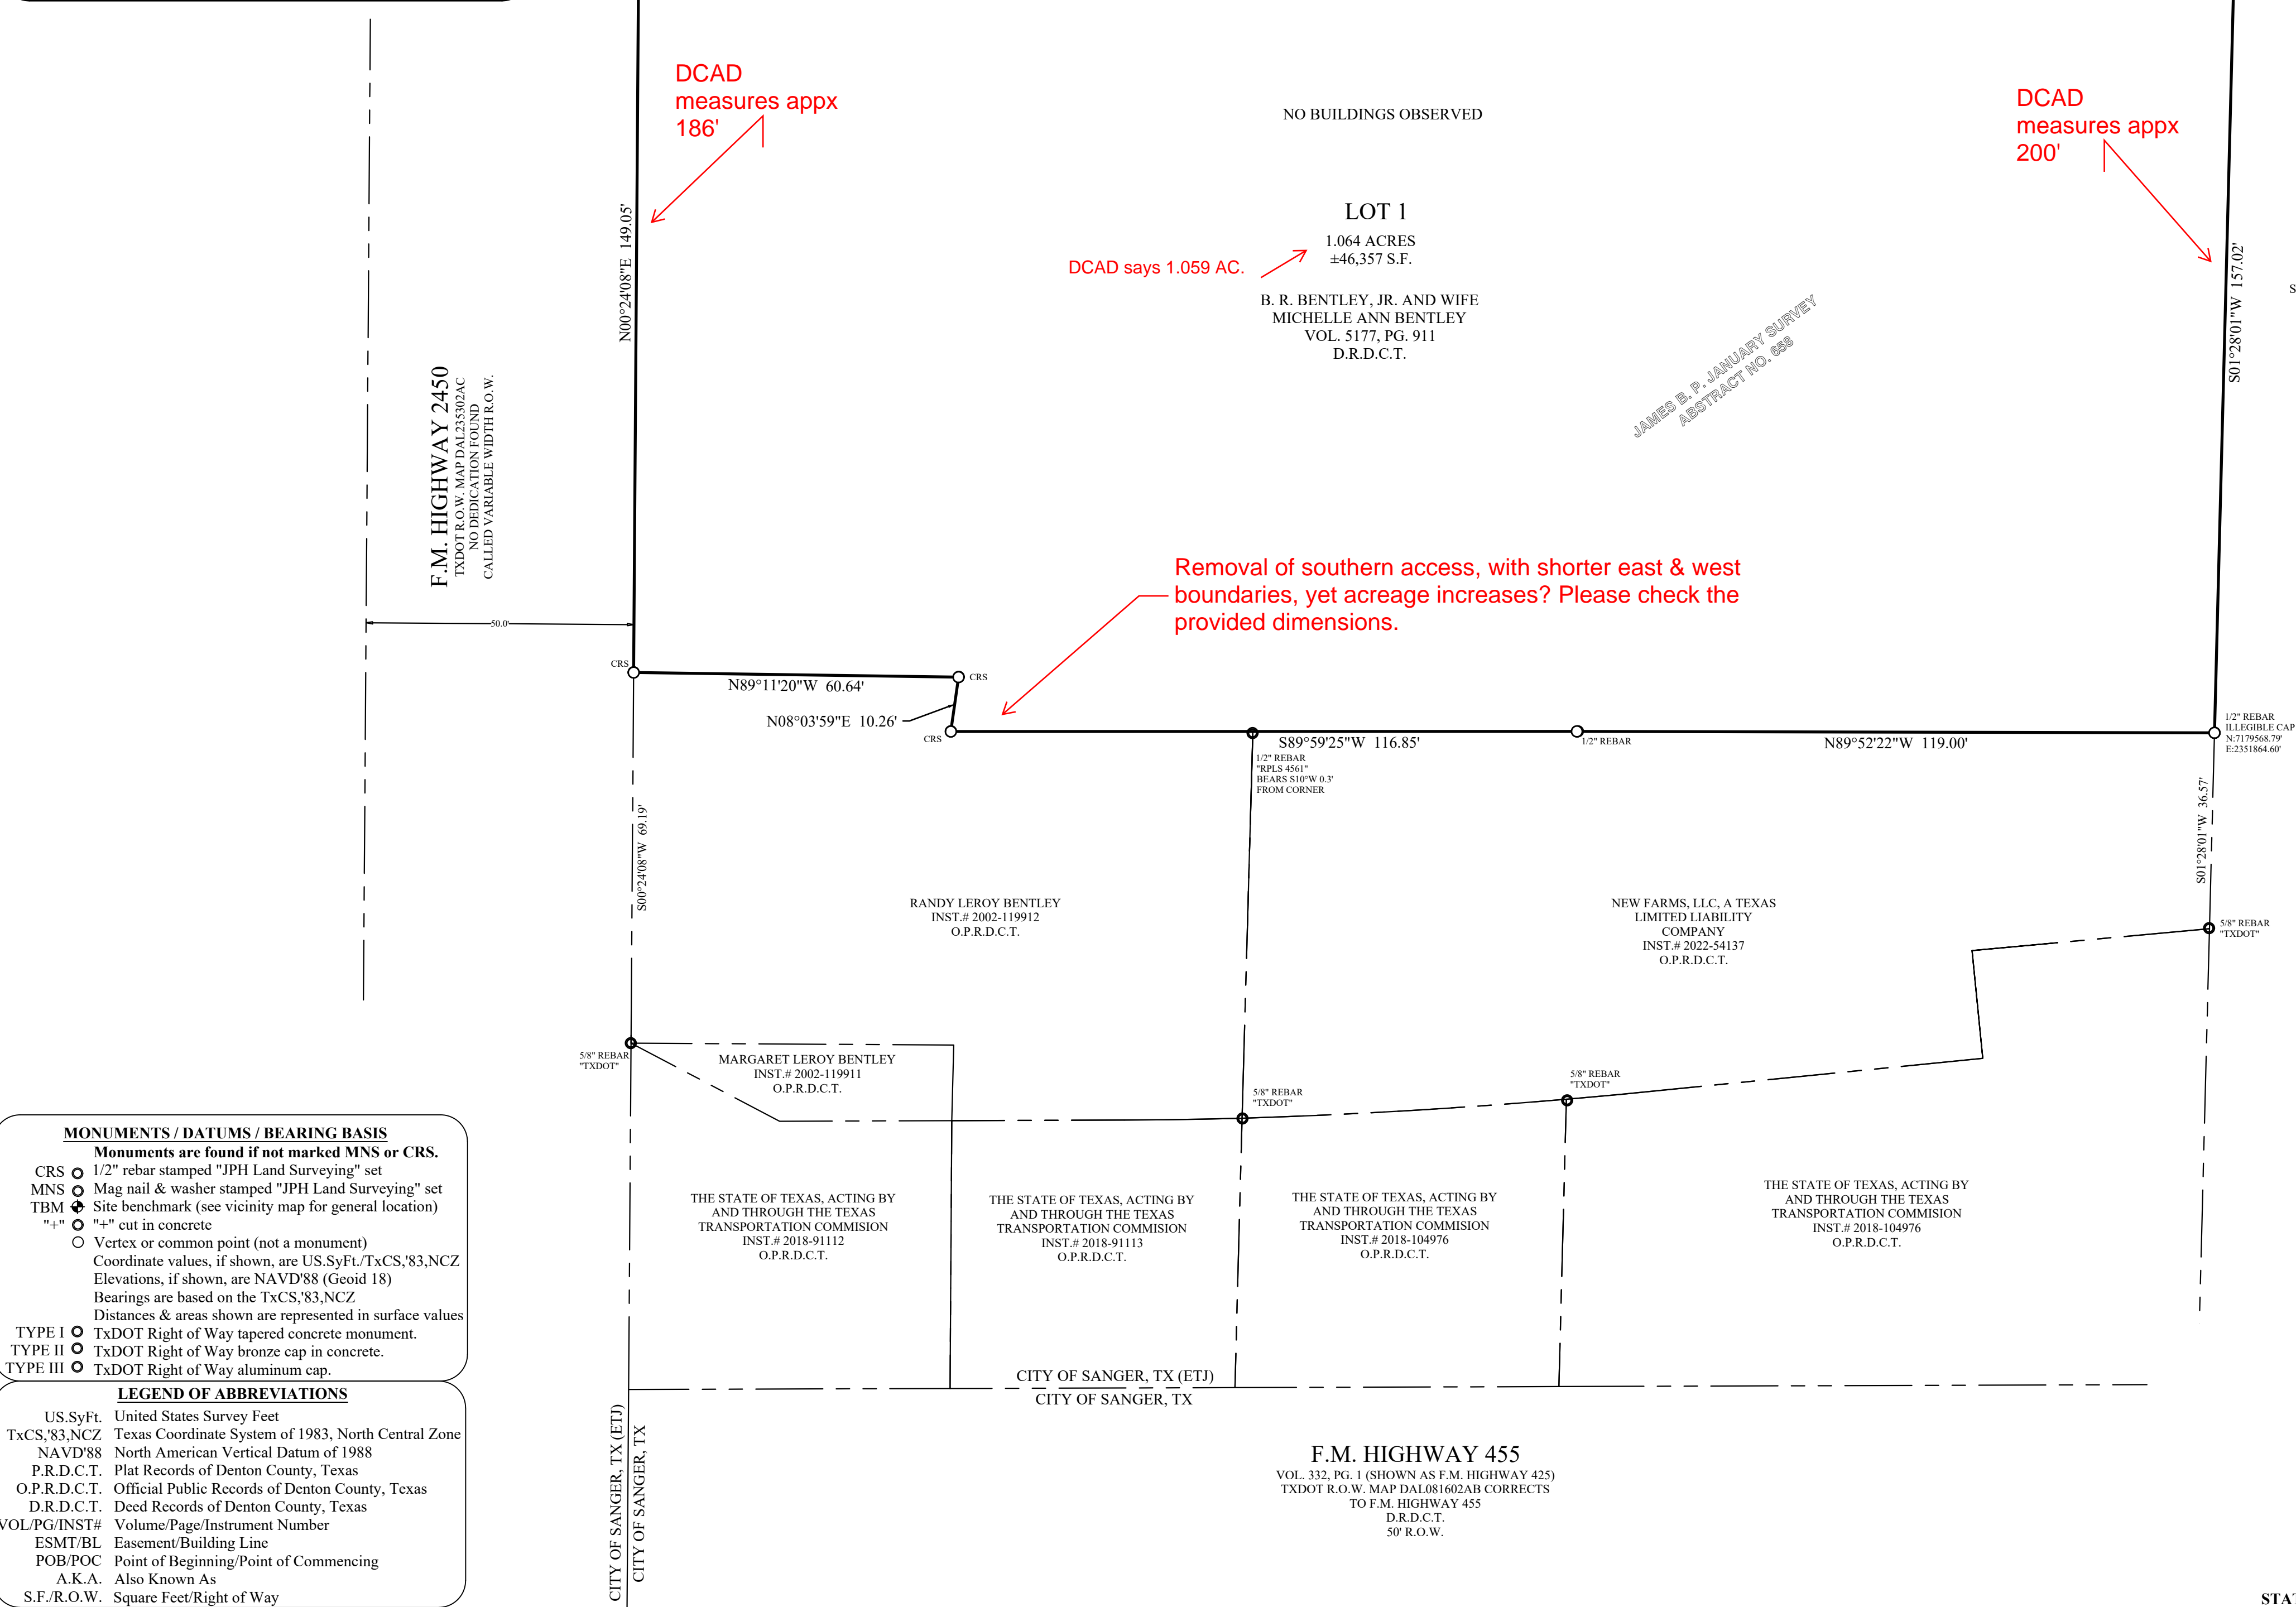 DCAD
measures appx
186'
DCAD
measures appx
200'
NO BUILDINGS OBSERVED
LOT 1
1.064 ACRES
±46,357 S.F.
DCAD says 1.059 AC.
B. R. BENTLEY, JR. AND WIFE
MICHELLE ANN BENTLEY
VOL. 5177, PG. 911
D.R.D.C.T.
JAMES B. P. JANUARY SURVEY
ABSTRACT NO. 658
N00°24'08"E 149.05'
S01°28'01"W 157.02'
S
F.M. HIGHWAY 2450
TXDOT R.O.W. MAP DAL235302AC
NO DEDICATION FOUND
CALLED VARIABLE WIDTH R.O.W.
50.0'
Removal of southern access, with shorter east & west
boundaries, yet acreage increases? Please check the
provided dimensions.
CRS
CRS
N89°11'20"W 60.64'
N08°03'59"E 10.26'
CRS
S89°59'25"W 116.85'
1/2" REBAR
N89°52'22"W 119.00'
1/2" REBAR
ILLEGIBLE CAP
N:7179568.79'
E:2351864.60'
1/2" REBAR
"RPLS 4561"
BEARS S10°W 0.3'
FROM CORNER
S00°24'08"W 69.19'
S01°28'01"W 36.57'
RANDY LEROY BENTLEY
INST.# 2002-119912
O.P.R.D.C.T.
NEW FARMS, LLC, A TEXAS
LIMITED LIABILITY
COMPANY
INST.# 2022-54137
O.P.R.D.C.T.
5/8" REBAR
"TXDOT"
5/8" REBAR
"TXDOT"
MARGARET LEROY BENTLEY
INST.# 2002-119911
O.P.R.D.C.T.
5/8" REBAR
"TXDOT"
5/8" REBAR
"TXDOT"
THE STATE OF TEXAS, ACTING BY
AND THROUGH THE TEXAS
TRANSPORTATION COMMISION
INST.# 2018-91112
O.P.R.D.C.T.
THE STATE OF TEXAS, ACTING BY
AND THROUGH THE TEXAS
TRANSPORTATION COMMISION
INST.# 2018-91113
O.P.R.D.C.T.
THE STATE OF TEXAS, ACTING BY
AND THROUGH THE TEXAS
TRANSPORTATION COMMISION
INST.# 2018-104976
O.P.R.D.C.T.
THE STATE OF TEXAS, ACTING BY
AND THROUGH THE TEXAS
TRANSPORTATION COMMISION
INST.# 2018-104976
O.P.R.D.C.T.
CITY OF SANGER, TX (ETJ)
CITY OF SANGER, TX
CITY OF SANGER, TX (ETJ)
CITY OF SANGER, TX
F.M. HIGHWAY 455
VOL. 332, PG. 1 (SHOWN AS F.M. HIGHWAY 425)
TXDOT R.O.W. MAP DAL081602AB CORRECTS
TO F.M. HIGHWAY 455
D.R.D.C.T.
50' R.O.W.
MONUMENTS / DATUMS / BEARING BASIS
Monuments are found if not marked MNS or CRS.
CRS 1/2" rebar stamped "JPH Land Surveying" set
MNS Mag nail & washer stamped "JPH Land Surveying" set
TBM Site benchmark (see vicinity map for general location)
"+" "+" cut in concrete
Vertex or common point (not a monument)
Coordinate values, if shown, are US.SyFt./TxCS,'83,NCZ
Elevations, if shown, are NAVD'88 (Geoid 18)
Bearings are based on the TxCS,'83,NCZ
Distances & areas shown are represented in surface values
TYPE I TxDOT Right of Way tapered concrete monument.
TYPE II TxDOT Right of Way bronze cap in concrete.
TYPE III TxDOT Right of Way aluminum cap.
LEGEND OF ABBREVIATIONS
US.SyFt. United States Survey Feet
TxCS,'83,NCZ Texas Coordinate System of 1983, North Central Zone
NAVD'88 North American Vertical Datum of 1988
P.R.D.C.T. Plat Records of Denton County, Texas
O.P.R.D.C.T. Official Public Records of Denton County, Texas
D.R.D.C.T. Deed Records of Denton County, Texas
VOL/PG/INST# Volume/Page/Instrument Number
ESMT/BL Easement/Building Line
POB/POC Point of Beginning/Point of Commencing
A.K.A. Also Known As
S.F./R.O.W. Square Feet/Right of Way
STAT